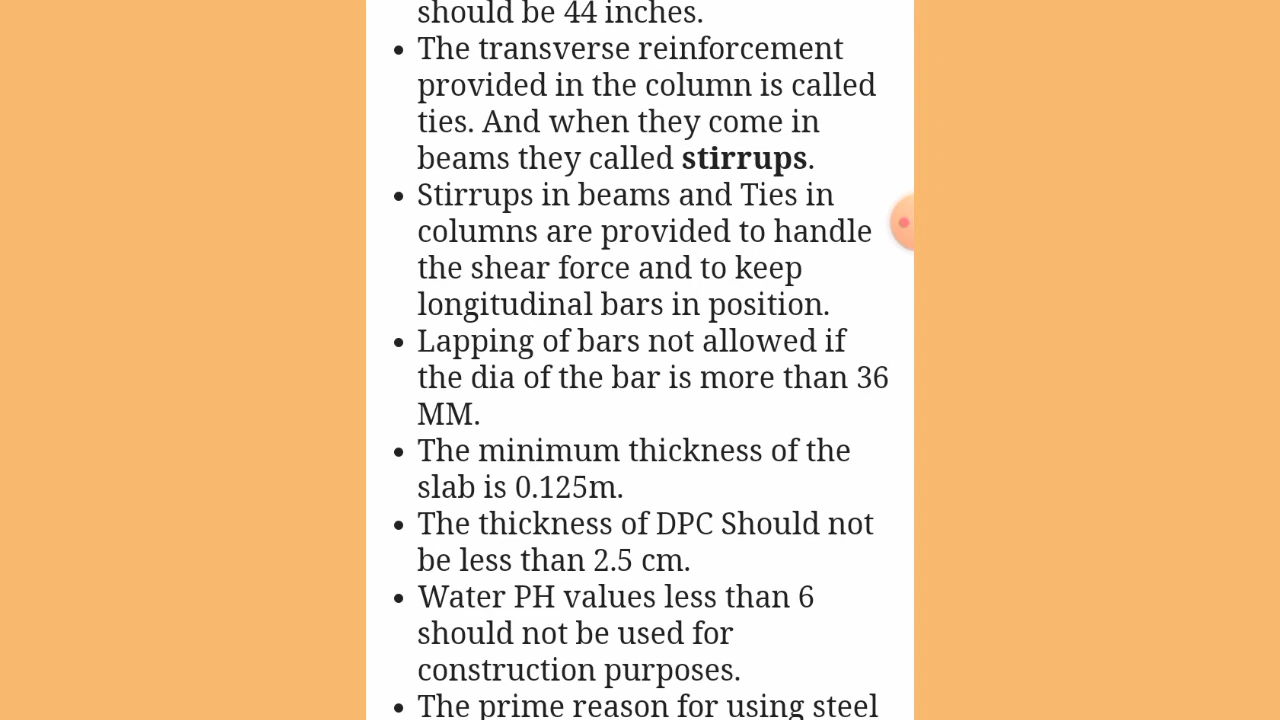 should be 44 inches.
• The transverse reinforcement
provided in the column is called
ties. And when they come in
beams they called stirrups.
• Stirrups in beams and Ties in
columns are provided to handle
the shear force and to keep
longitudinal bars in position.
• Lapping of bars not allowed if
the dia of the bar is more than 36
MM.
• The minimum thickness of the
slab is 0.125m.
• The thickness of DPC Should not
be less than 2.5 cm.
• Water PH values less than 6
should not be used for
construction purposes.
• The prime reason for using steel